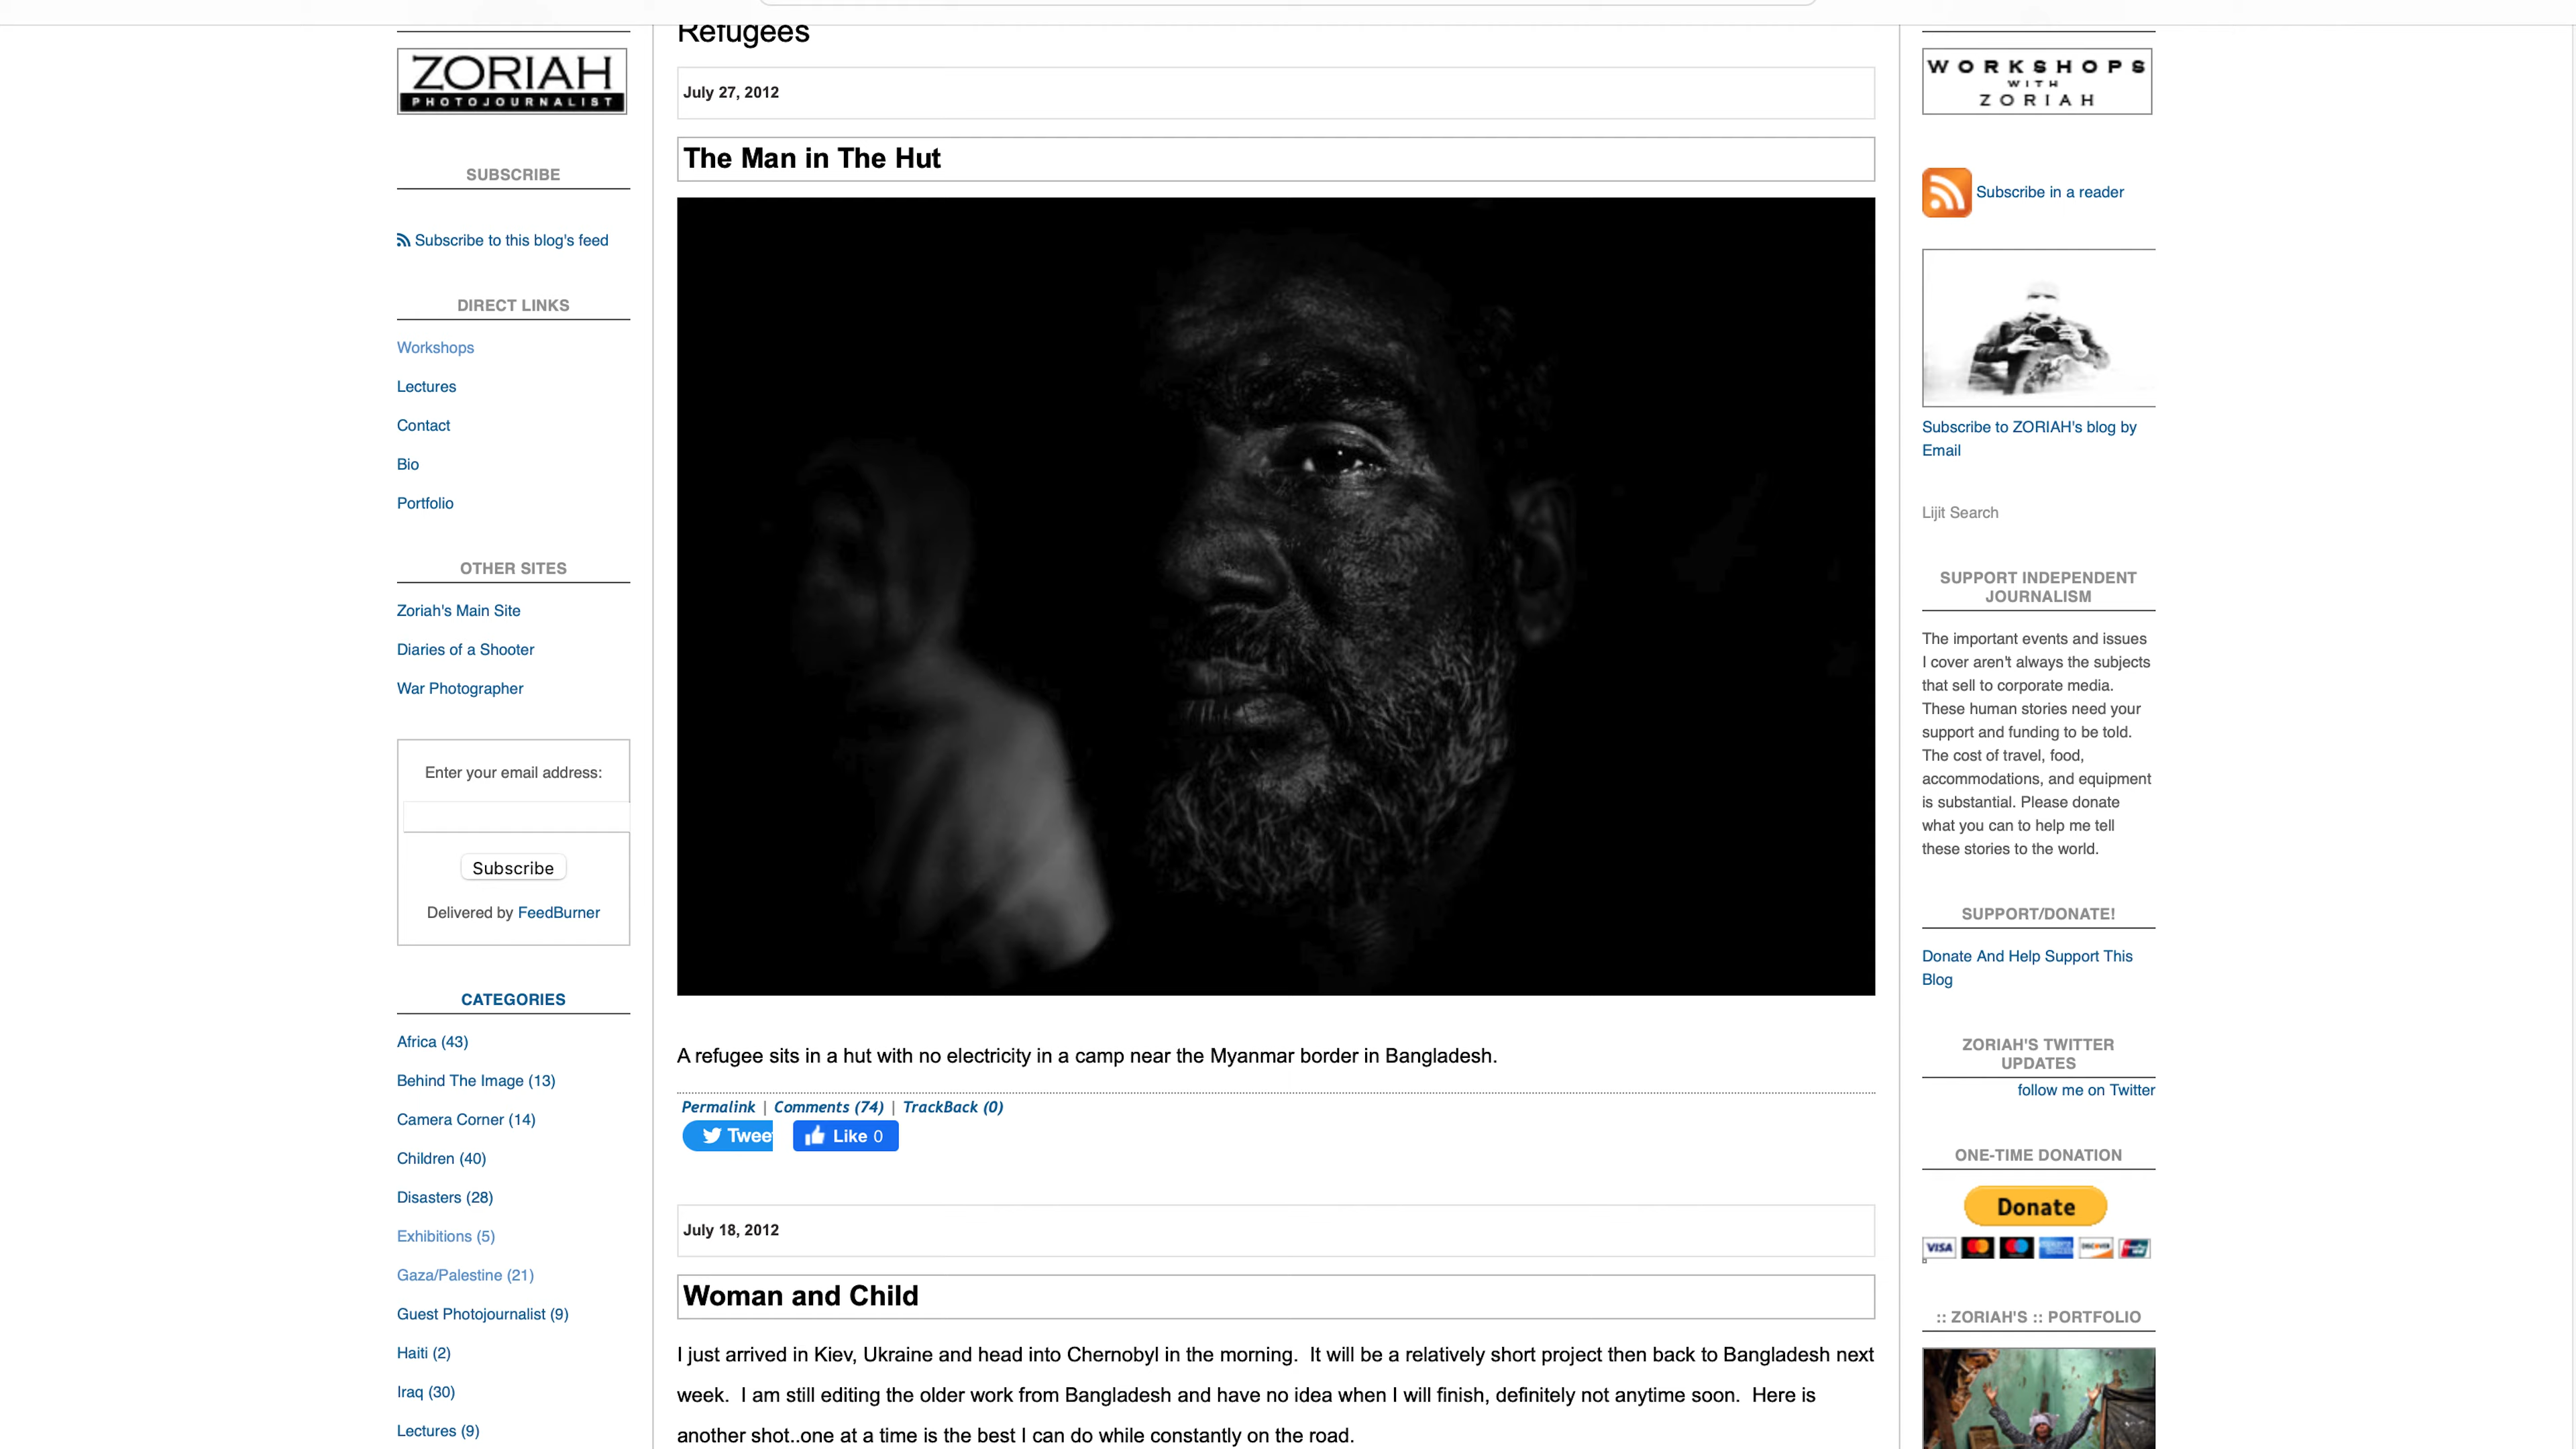 Refugees
ZORIAH
PHOTOJOURNALIST
SUBSCRIBE
Subscribe to this blog's feed
DIRECT LINKS
Workshops
Lectures
Contact
Bio
Portfolio
OTHER SITES
Zoriah's Main Site
Diaries of a Shooter
War Photographer
Enter your email address:
Subscribe
Delivered by FeedBurner
CATEGORIES
Africa (43)
Behind The Image (13)
Camera Corner (14)
Children (40)
Disasters (28)
Exhibitions (5)
Gaza/Palestine (21)
Guest Photojournalist (9)
Haiti (2)
Iraq (30)
Lectures (9)
July 27, 2012
The Man in The Hut
A refugee sits in a hut with no electricity in a camp near the Myanmar border in Bangladesh.
Permalink | Comments (74) | TrackBack (0)
Twee
Like 0
July 18, 2012
Woman and Child
I just arrived in Kiev, Ukraine and head into Chernobyl in the morning. It will be a relatively short project then back to Bangladesh next
week. I am still editing the older work from Bangladesh and have no idea when I will finish, definitely not anytime soon. Here is
another shot..one at a time is the best I can do while constantly on the road.
WORKSHOPS
WITH
ZORIAH
Subscribe in a reader
Subscribe to ZORIAH's blog by
Email
Lijit Search
SUPPORT INDEPENDENT
JOURNALISM
The important events and issues
I cover aren't always the subjects
that sell to corporate media.
These human stories need your
support and funding to be told.
The cost of travel, food,
accommodations, and equipment
is substantial. Please donate
what you can to help me tell
these stories to the world.
SUPPORT/DONATE!
Donate And Help Support This
Blog
ZORIAH'S TWITTER
UPDATES
follow me on Twitter
ONE-TIME DONATION
Donate
VISA
DISCOVER
:: ZORIAH'S :: PORTFOLIO